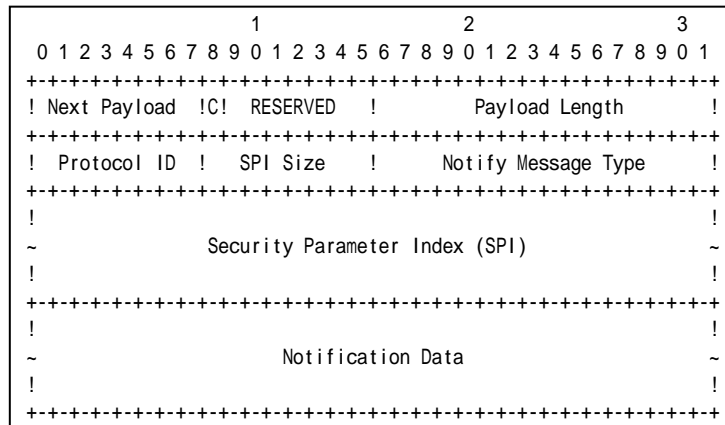 1                   2                   3
 0 1 2 3 4 5 6 7 8 9 0 1 2 3 4 5 6 7 8 9 0 1 2 3 4 5 6 7 8 9 0 1
+-+-+-+-+-+-+-+-+-+-+-+-+-+-+-+-+-+-+-+-+-+-+-+-+-+-+-+-+-+-+-+-+
! Next Payload  !C!  RESERVED   !         Payload Length        !
+-+-+-+-+-+-+-+-+-+-+-+-+-+-+-+-+-+-+-+-+-+-+-+-+-+-+-+-+-+-+-+-+
!  Protocol ID  !   SPI Size    !      Notify Message Type      !
+-+-+-+-+-+-+-+-+-+-+-+-+-+-+-+-+-+-+-+-+-+-+-+-+-+-+-+-+-+-+-+-+
!                                                               !
~                Security Parameter Index (SPI)                 ~
!                                                               !
+-+-+-+-+-+-+-+-+-+-+-+-+-+-+-+-+-+-+-+-+-+-+-+-+-+-+-+-+-+-+-+-+
!                                                               !
~                       Notification Data                       ~
!                                                               !
+-+-+-+-+-+-+-+-+-+-+-+-+-+-+-+-+-+-+-+-+-+-+-+-+-+-+-+-+-+-+-+-+